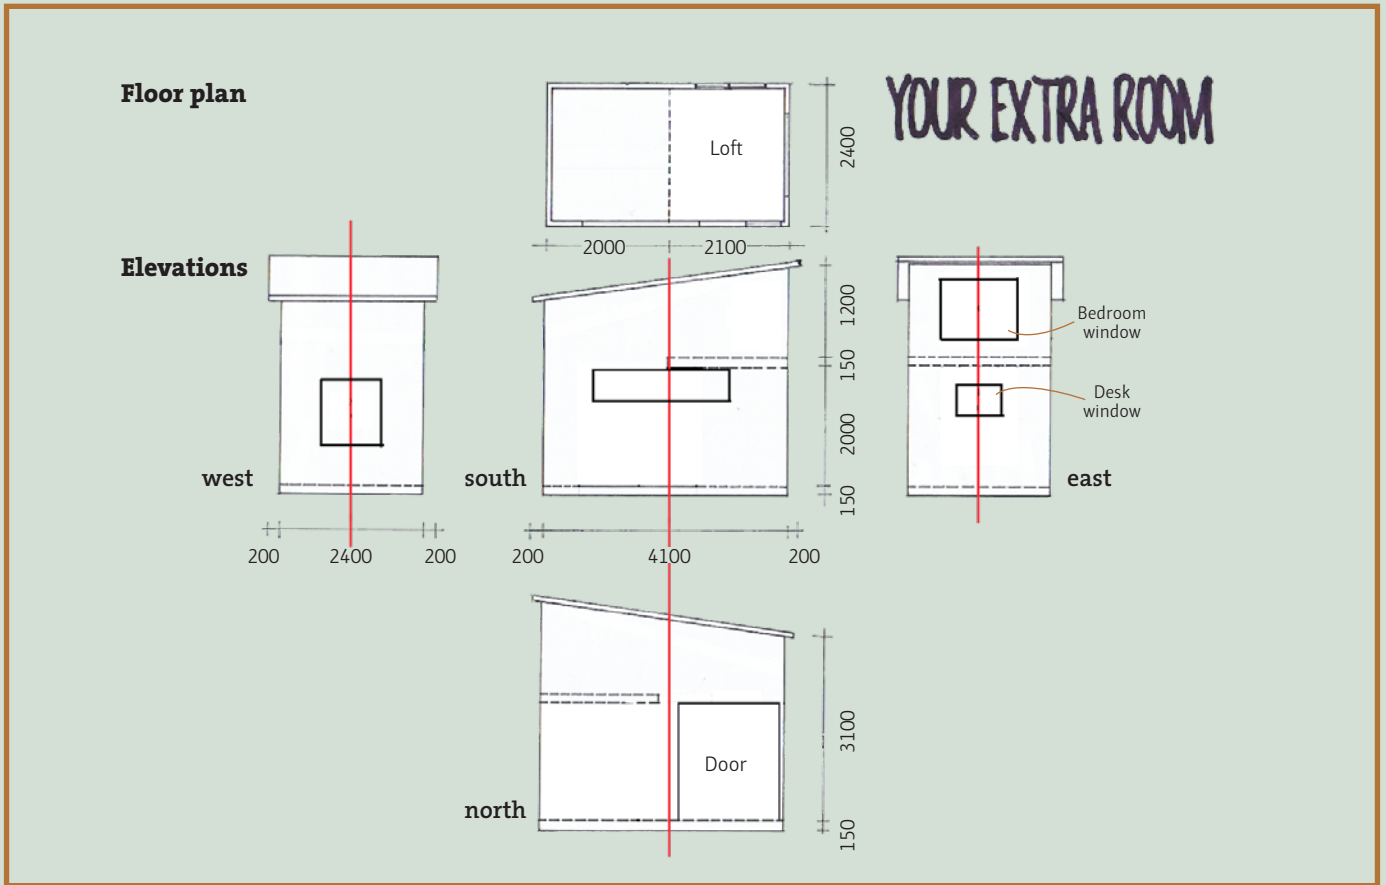 Floor plan
YOUR EXTRA ROOM
Loft
2400
2000
2100
Elevations
1200
150
2000
150
Bedroom
window
Desk
window
west
south
east
200
2400
200
200
4100
200
3100
150
Door
north